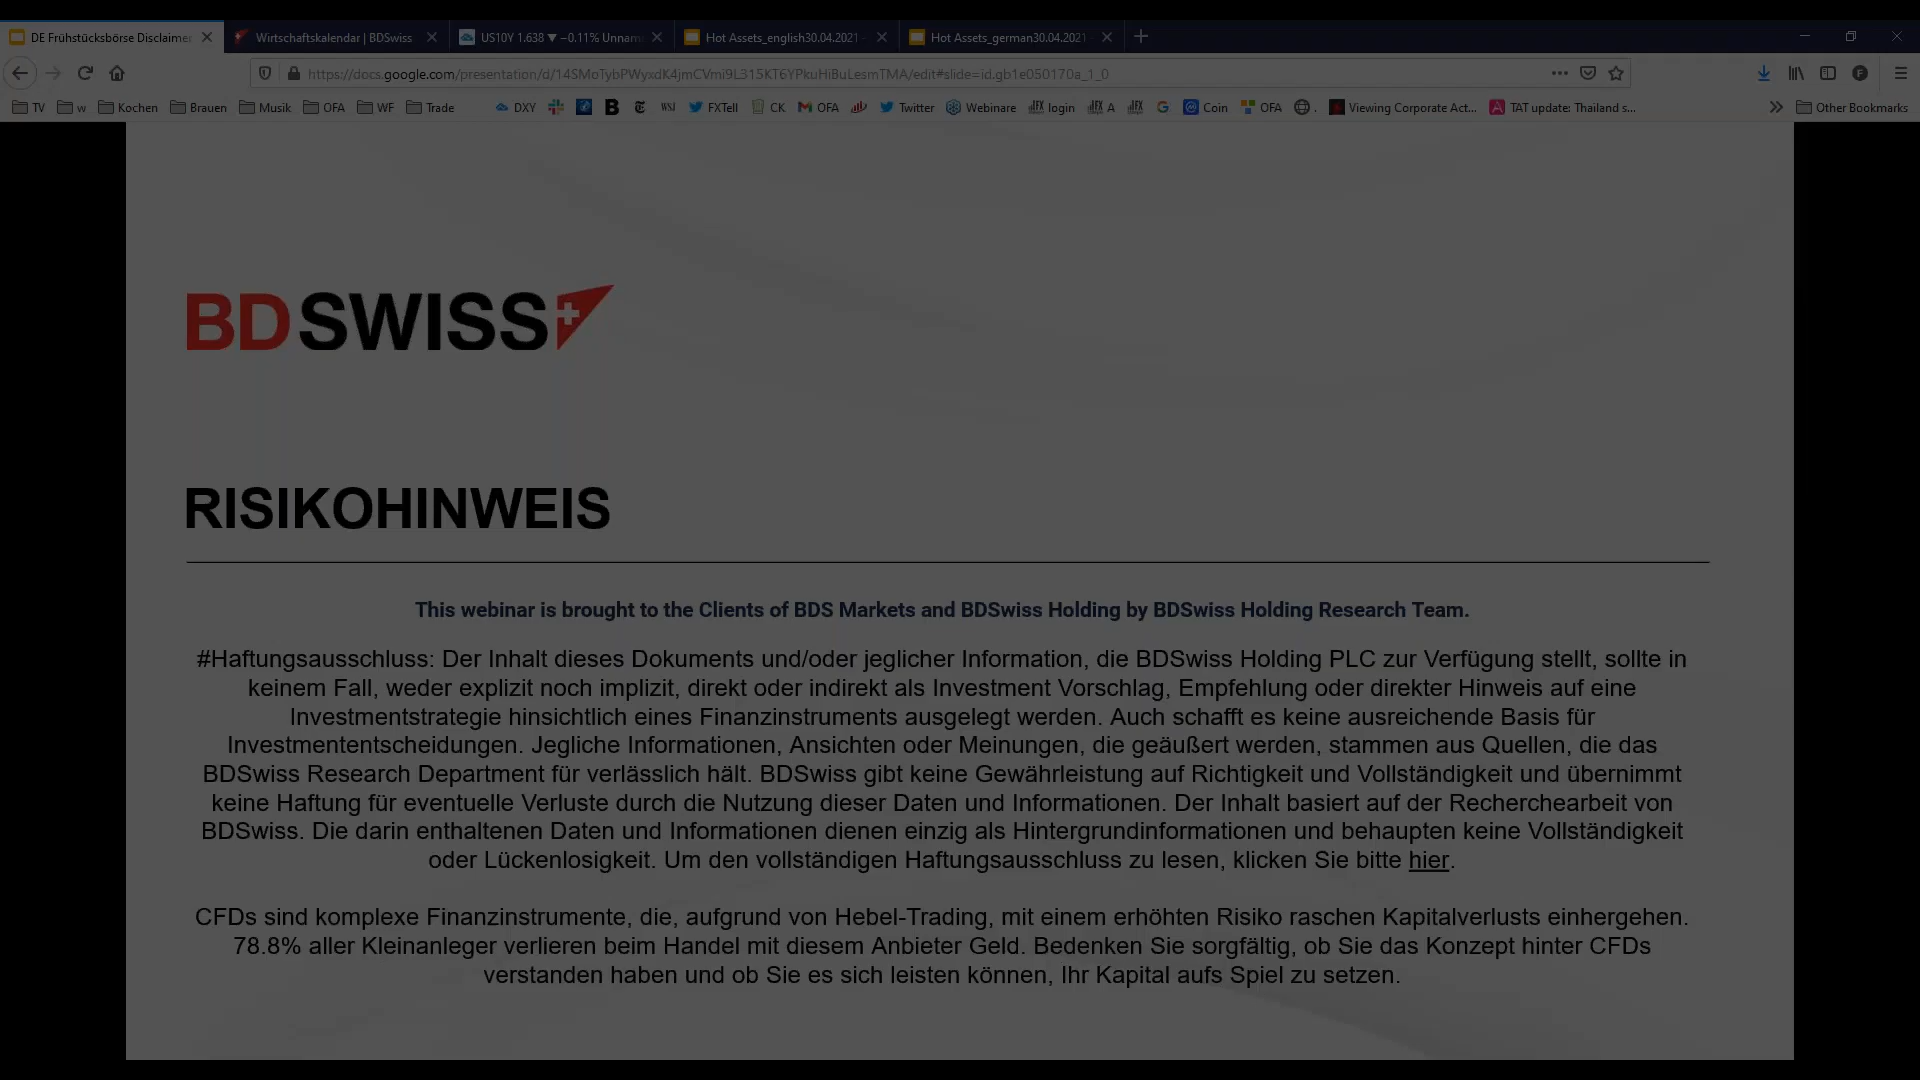 DE Frühstücksbörse Disclaimer
Wirtschaftskalendar | BDSwiss
US10Y 1.638 ▼ −0.11% Unnam
Hot Assets_english30.04.2021 -
Hot Assets_german30.04.2021 -
https://docs.google.com/presentation/d/14SMoTybPWyxdK4jmCVmi9L315KT6YPkuHiBuLesmTMA/edit#slide=id.gb1e050170a_1_0
TV w Kochen Brauen Musik OFA WF Trade DXY FXTell CK OFA Twitter Webinare login A Coin OFA . Viewing Corporate Act... TAT update: Thailand s... Other Bookmarks
BDSWISS
RISIKOHINWEIS
This webinar is brought to the Clients of BDS Markets and BDSwiss Holding by BDSwiss Holding Research Team.
#Haftungsausschluss: Der Inhalt dieses Dokuments und/oder jeglicher Information, die BDSwiss Holding PLC zur Verfügung stellt, sollte in
keinem Fall, weder explizit noch implizit, direkt oder indirekt als Investment Vorschlag, Empfehlung oder direkter Hinweis auf eine
Investmentstrategie hinsichtlich eines Finanzinstruments ausgelegt werden. Auch schafft es keine ausreichende Basis für
Investmententscheidungen. Jegliche Informationen, Ansichten oder Meinungen, die geäußert werden, stammen aus Quellen, die das
BDSwiss Research Department für verlässlich hält. BDSwiss gibt keine Gewährleistung auf Richtigkeit und Vollständigkeit und übernimmt
keine Haftung für eventuelle Verluste durch die Nutzung dieser Daten und Informationen. Der Inhalt basiert auf der Recherchearbeit von
BDSwiss. Die darin enthaltenen Daten und Informationen dienen einzig als Hintergrundinformationen und behaupten keine Vollständigkeit
oder Lückenlosigkeit. Um den vollständigen Haftungsausschluss zu lesen, klicken Sie bitte hier.
CFDs sind komplexe Finanzinstrumente, die, aufgrund von Hebel-Trading, mit einem erhöhten Risiko raschen Kapitalverlusts einhergehen.
78.8% aller Kleinanleger verlieren beim Handel mit diesem Anbieter Geld. Bedenken Sie sorgfältig, ob Sie das Konzept hinter CFDs
verstanden haben und ob Sie es sich leisten können, Ihr Kapital aufs Spiel zu setzen.